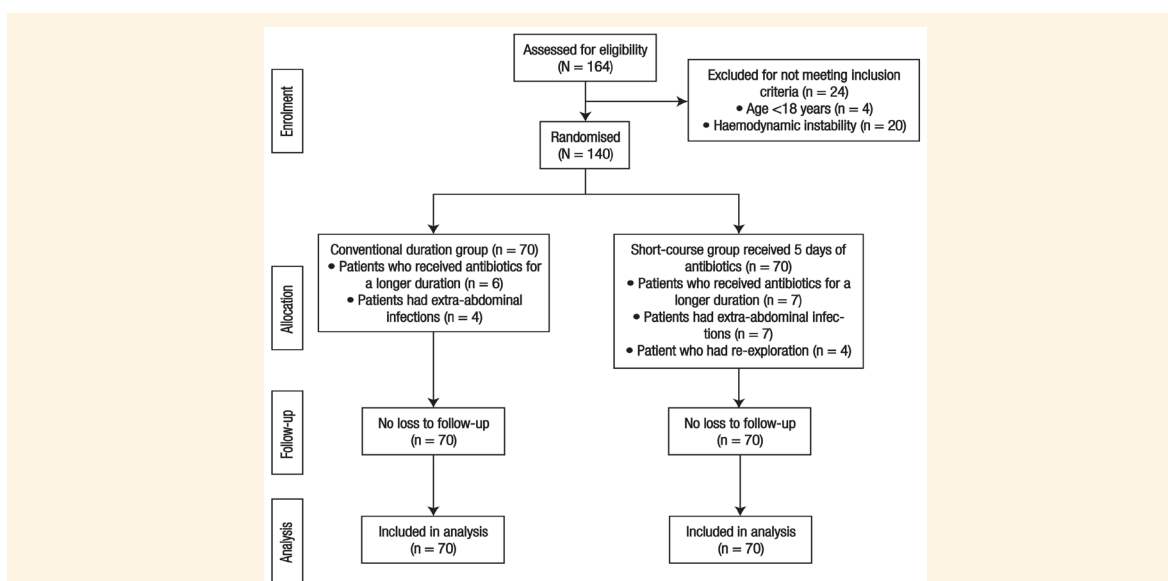 Assessed for eligibility
(N = 164)
Excluded for not meeting inclusion
criteria (n = 24)
• Age <18 years (n = 4)
• Haemodynamic instability (n = 20)
Enrolment
Randomised
(N = 140)
Conventional duration group (n = 70)
• Patients who received antibiotics for
a longer duration (n = 6)
• Patients had extra-abdominal
infections (n = 4)
Short-course group received 5 days of
antibiotics (n = 70)
• Patients who received antibiotics for a
longer duration (n = 7)
• Patients had extra-abdominal infec-
tions (n = 7)
• Patient who had re-exploration (n = 4)
Allocation
No loss to follow-up
(n = 70)
No loss to follow-up
(n = 70)
Follow-up
Included in analysis
(n = 70)
Included in analysis
(n = 70)
Analysis